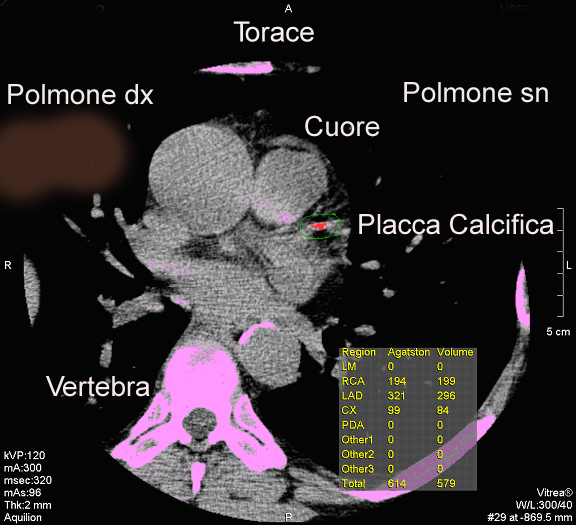 A
Torace
Polmone dx
Polmone sn
Cuore
Placca Calcifica
R
L
5 cm
Vertebra
Region Agatston Volume
LM 0 0
RCA 194 199
LAD 321 296
CX 99 84
PDA 0 0
Other1 0 0
Other2 0 0
Other3 0 0
Total 614 579
kVP:120
mA:300
msec:320
mAs:96
Thk:2 mm
Aquilion
P
Vitrea®
W/L:300/40
#29 at -869.5 mm